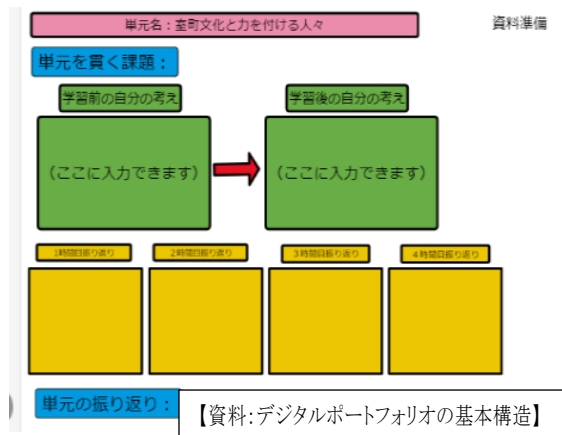 単元名：室町文化と力を付ける人々
資料準備
単元を貫く課題：
学習前の自分の考え
学習後の自分の考え
(ここに入力できます)
(ここに入力できます)
1時間目振り返り
2時間目振り返り
3時間目振り返り
4時間目振り返り
単元の振り返り：
【資料:デジタルポートフォリオの基本構造】